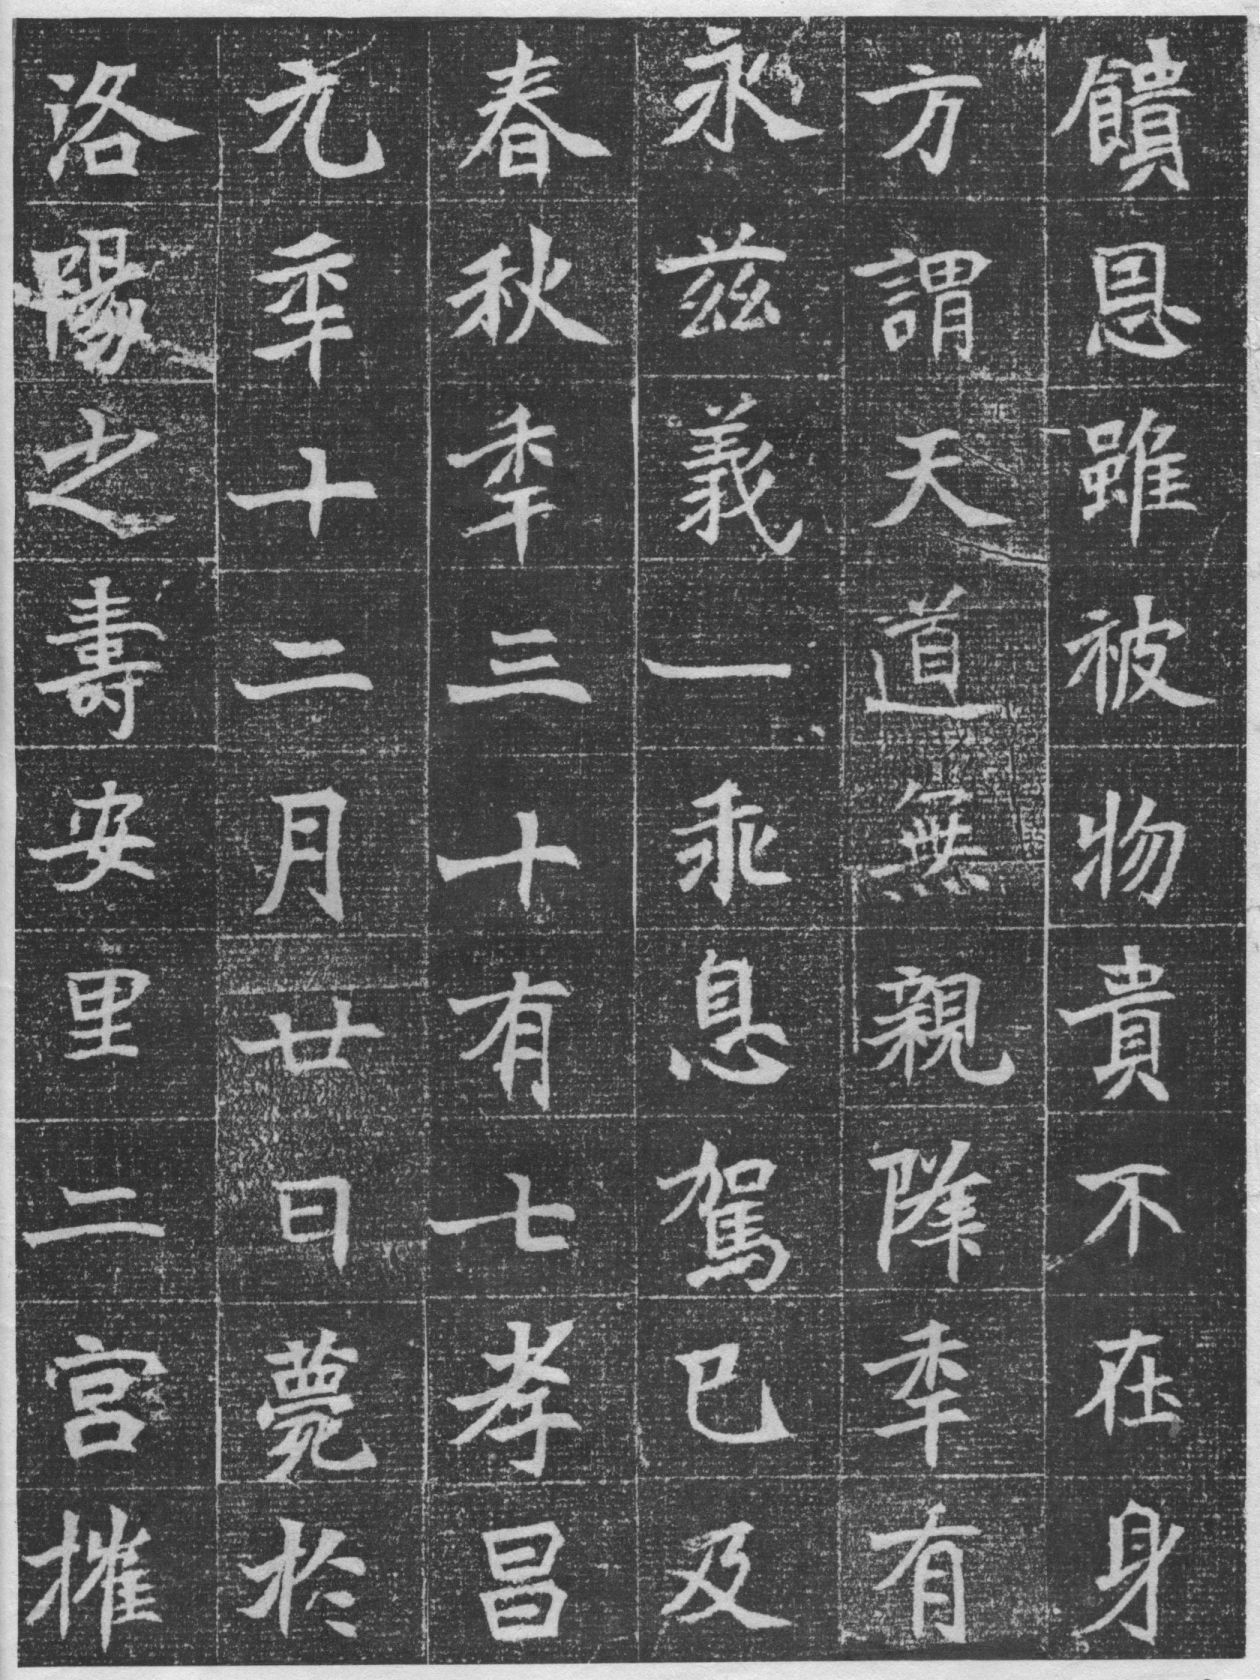 饋恩雖被物貴不在身
方謂天道無親降年有
永茲義一乖息駕已及
春秋年三十有七孝昌
元年十二月廿日薨於
洛陽之壽安里二宮摧